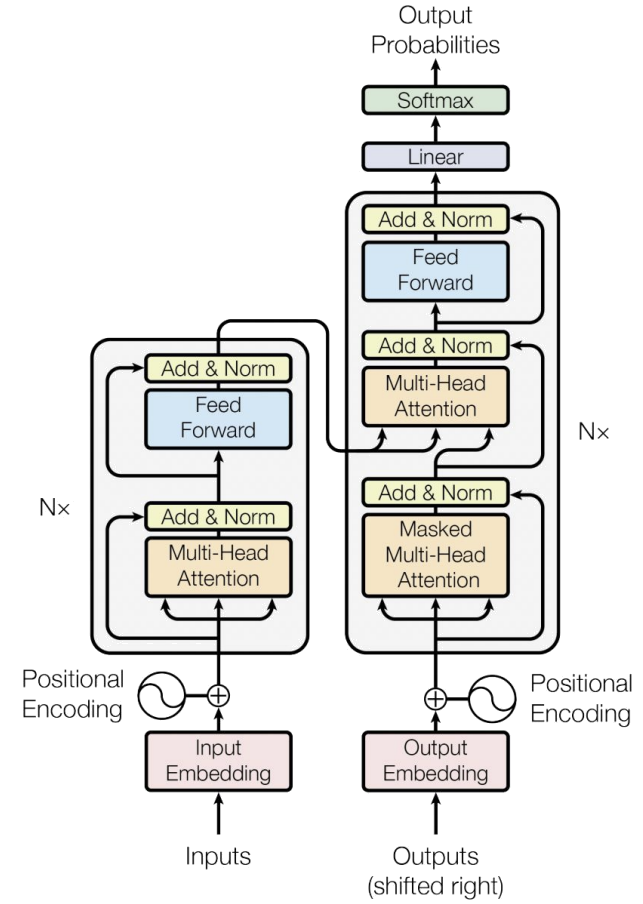 Output
Probabilities
Softmax
Linear
Add & Norm
Feed
Forward
Add & Norm
Multi-Head
Attention
Add & Norm
Masked
Multi-Head
Attention
Nx
Add & Norm
Feed
Forward
Add & Norm
Multi-Head
Attention
N×
Positional
Encoding
Positional
Encoding
Input
Embedding
Output
Embedding
Inputs
Outputs
(shifted right)